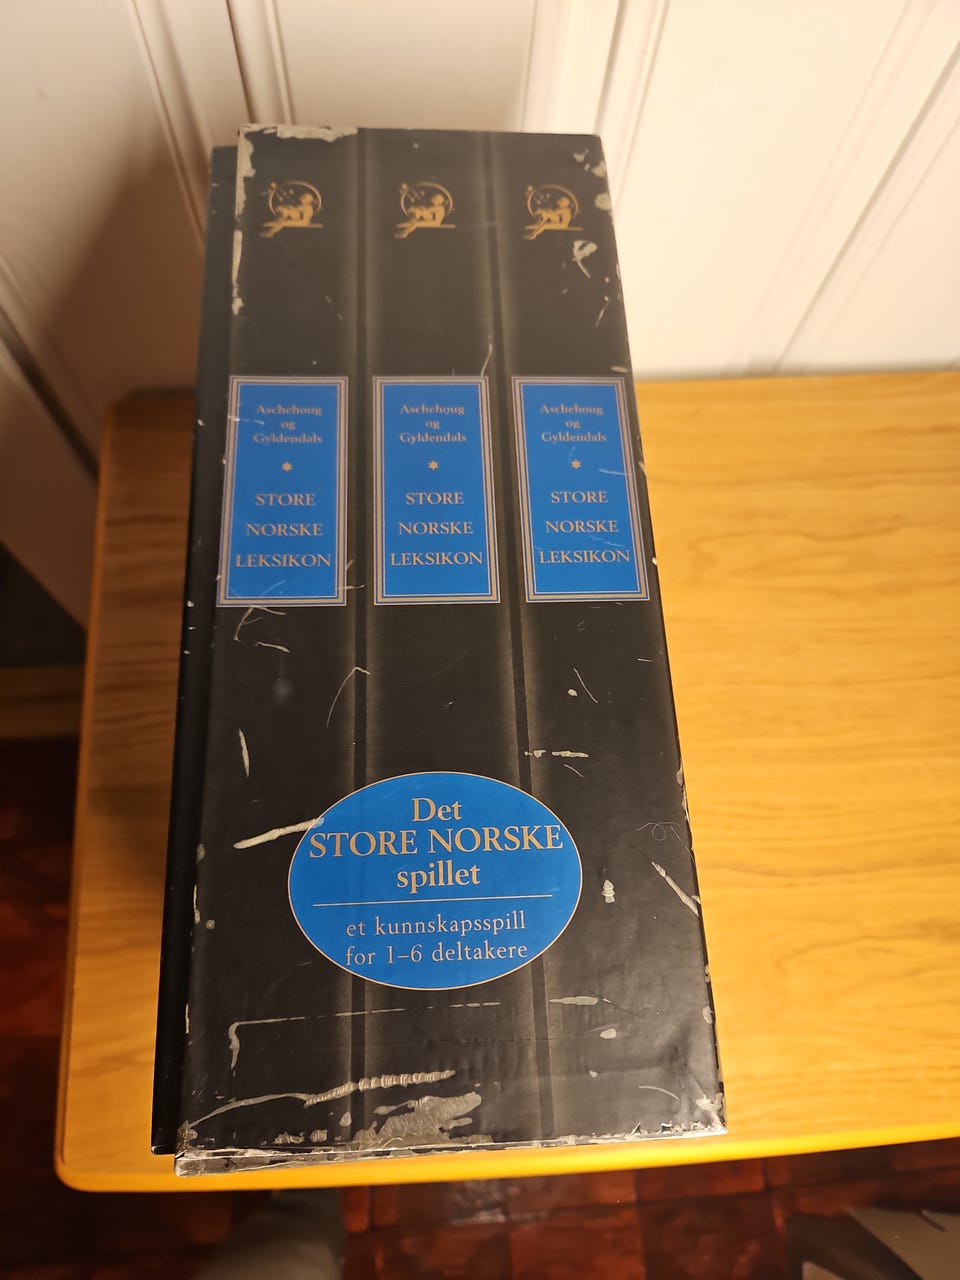 Aschehoug
og
Gyldendals
STORE
NORSKE
LEKSIKON
Aschehoug
og
Gyldendals
STORE
NORSKE
LEKSIKON
Aschehoug
og
Gyldendals
STORE
NORSKE
LEKSIKON
Det
STORE NORSKE
spillet
et kunnskapsspill
for 1–6 deltakere